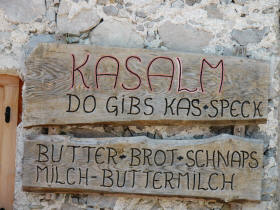 KASALM
DO GIBS KAS·SPECK
BUTTER·BROT·SCHNAPS
MILCH-BUTTERMILCH